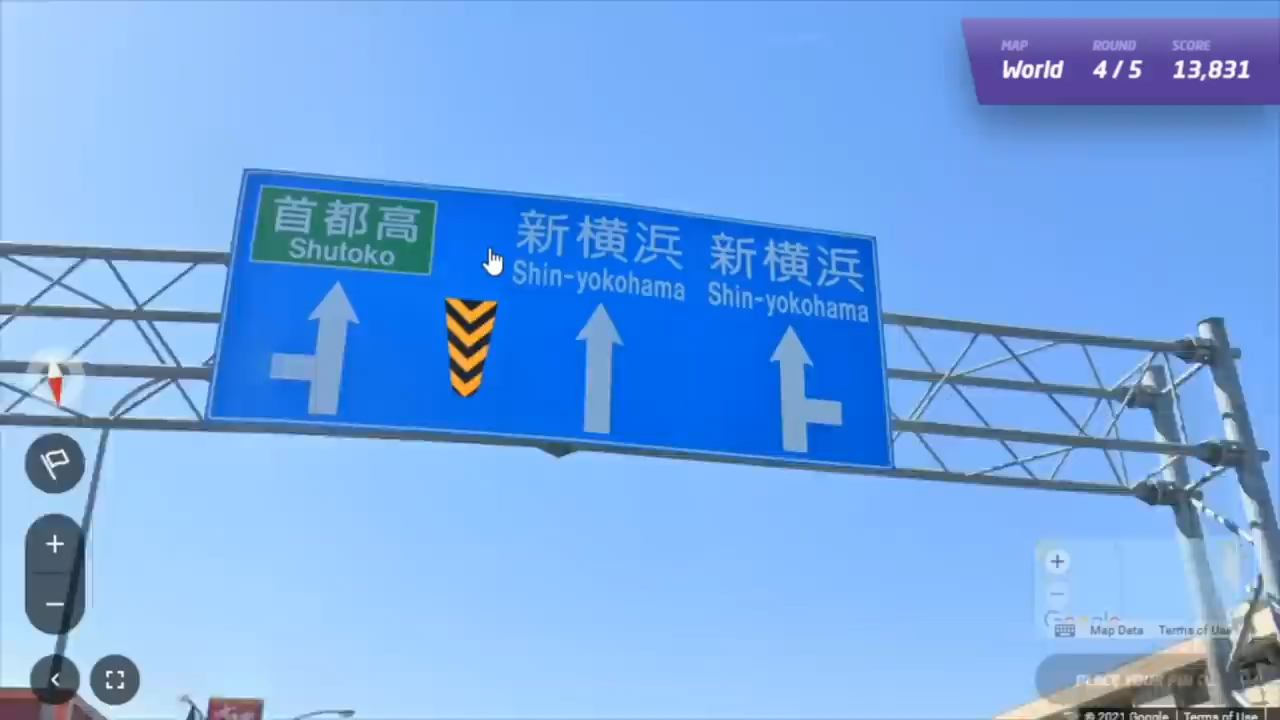 MAP
World
ROUND
4 / 5
SCORE
13,831
首都高
Shutoko
新横浜
Shin-yokohama
新横浜
Shin-yokohama
Google
Map Data
Terms of Use
© 2021 Google
Terms of Use